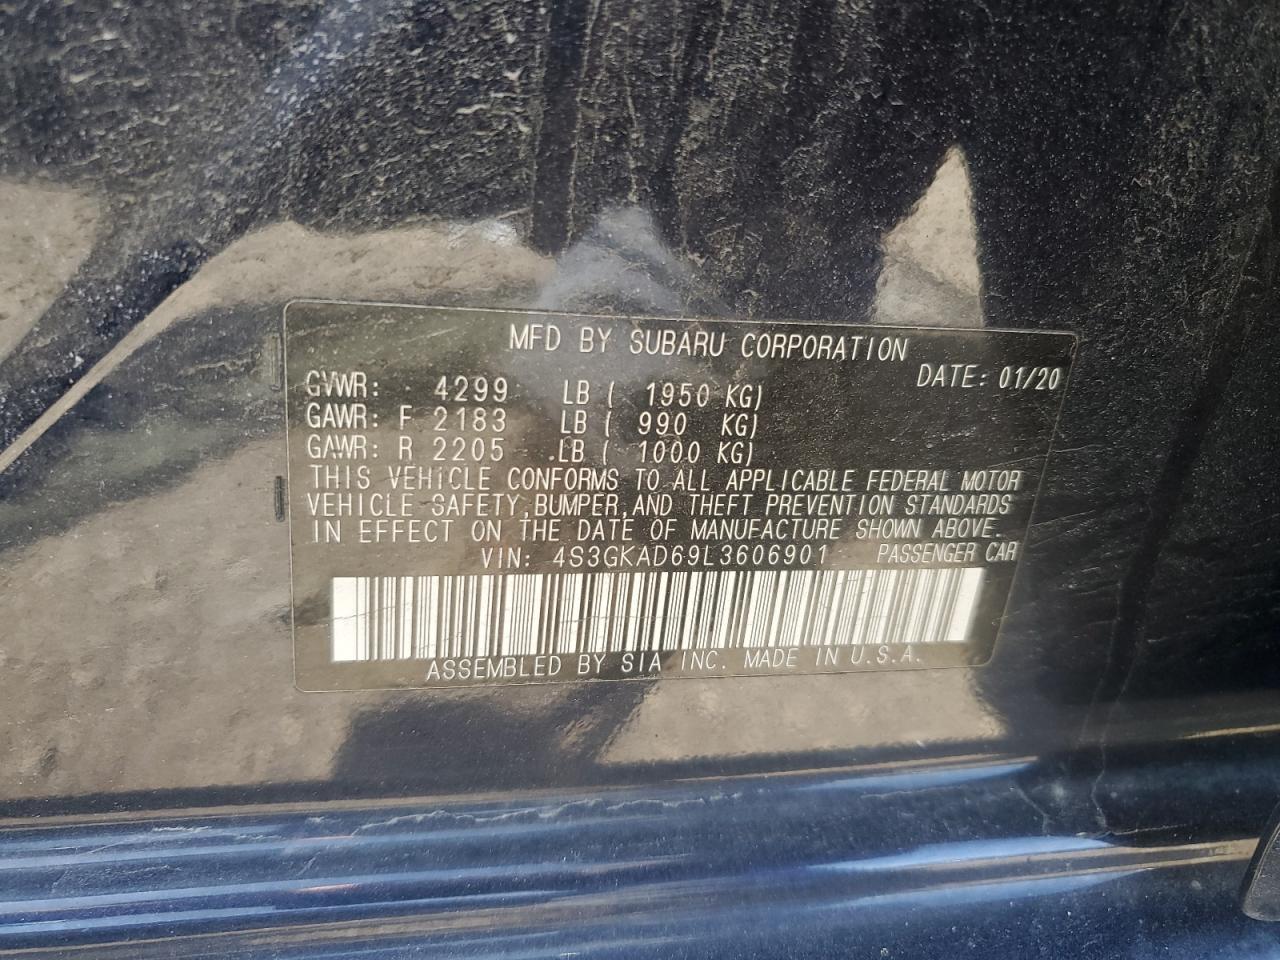 MFD BY SUBARU CORPORATION
DATE: 01/20
GVWR: 4299 LB ( 1950 KG)
GAWR: F 2183 LB ( 990 KG)
GAWR: R 2205 LB ( 1000 KG)
THIS VEHICLE CONFORMS TO ALL APPLICABLE FEDERAL MOTOR
VEHICLE SAFETY, BUMPER, AND THEFT PREVENTION STANDARDS
IN EFFECT ON THE DATE OF MANUFACTURE SHOWN ABOVE.
VIN: 4S3GKAD69L3606901 PASSENGER CAR
ASSEMBLED BY SIA INC. MADE IN U.S.A.